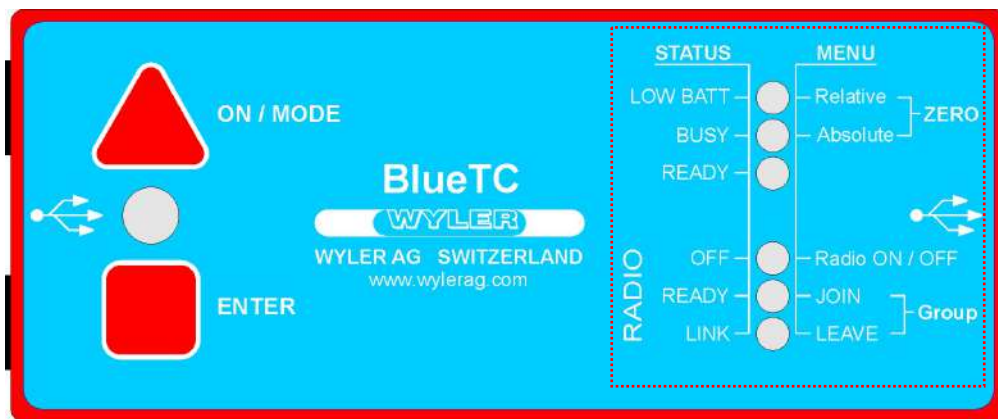 ON / MODE
ENTER
BlueTC
WYLER
WYLER AG SWITZERLAND
www.wylerag.com
STATUS MENU
LOW BATT Relative
ZERO
BUSY Absolute
READY
RADIO
OFF Radio ON / OFF
READY JOIN
Group
LINK LEAVE